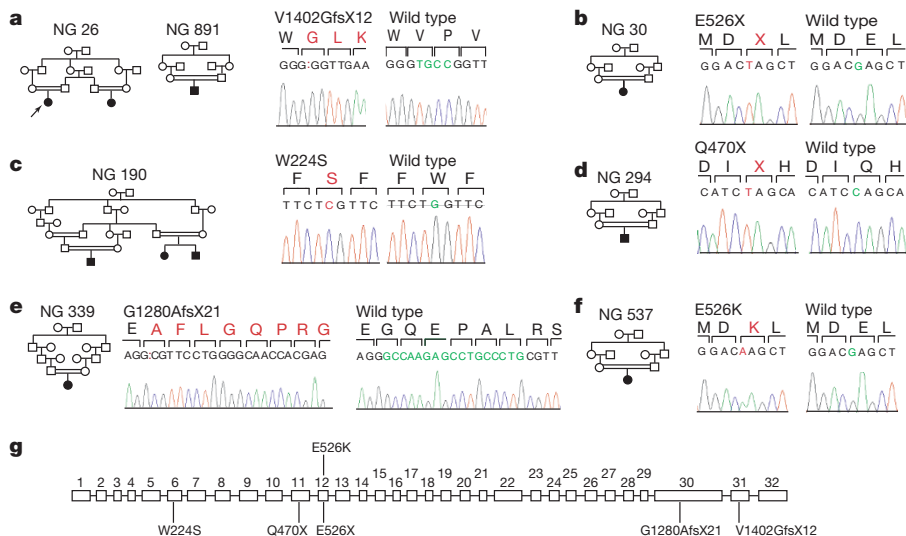 a
NG 26
NG 891
V1402GfsX12
Wild type
W G L K
W V P V
GGG:GGTTGAA
GGGTGCCGGTT
b
NG 30
E526X
Wild type
M D X L
M D E L
GGACTAGCT
GGACGAGCT
c
NG 190
W224S
Wild type
F S F
F W F
TTCTCGTTC
TTCTGGTTC
d
NG 294
Q470X
Wild type
D I X H
D I Q H
CATCTAGCA
CATCCAGCA
e
NG 339
G1280AfsX21
Wild type
E A F L G Q P R G
E G Q E P A L R S
AGG:CGTTCCTGGGGCAACCACGAG
AGGGCCAAGAGCCTGCCCTGCGTT
f
NG 537
E526K
Wild type
M D K L
M D E L
GGACAAGCT
GGACGAGCT
g
E526K
1 2 3 4 5 6 7 8 9 10 11 12 13 14 15 16 17 18 19 20 21 22 23 24 25 26 27 28 29 30 31 32
W224S
Q470X
E526X
G1280AfsX21
V1402GfsX12